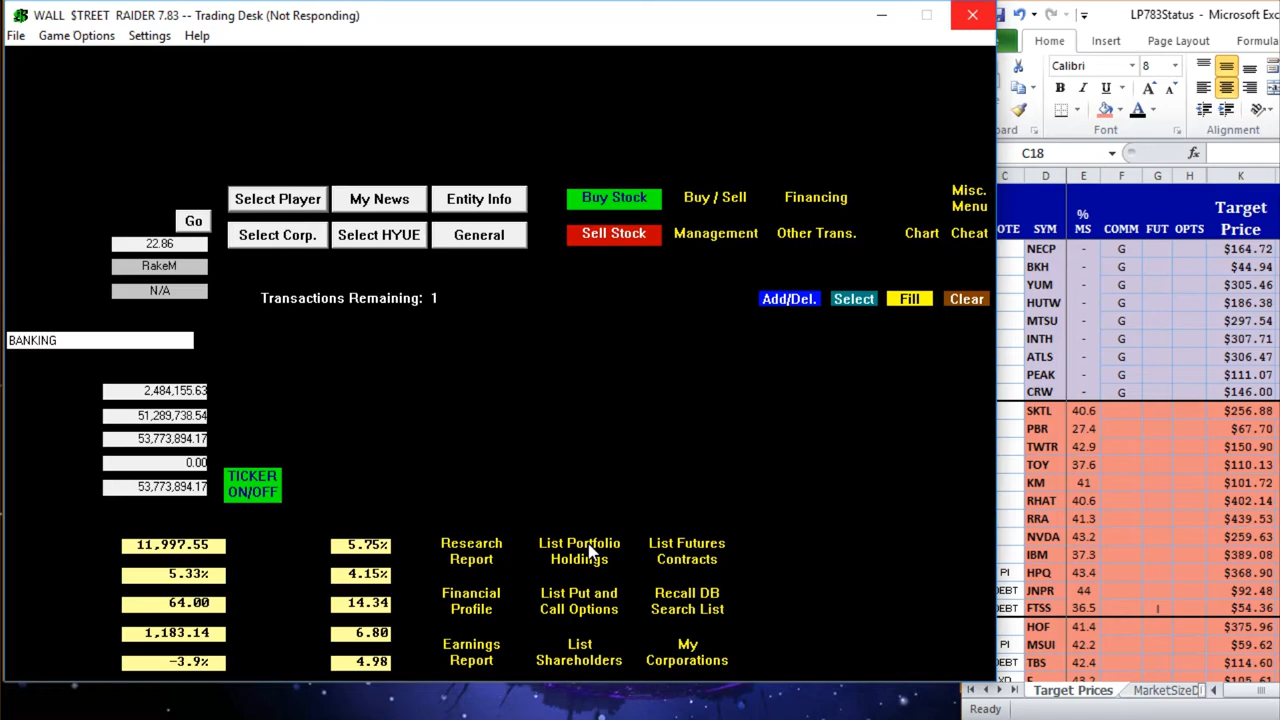 WALL $TREET RAIDER 7.83 -- Trading Desk (Not Responding)
File Game Options Settings Help
Select Player My News Entity Info Buy Stock Buy / Sell Financing Misc. Menu
Go
22.86
Select Corp. Select HYUE General Sell Stock Management Other Trans. Chart Cheat
RakeM
N/A
Transactions Remaining: 1 Add/Del. Select Fill Clear
BANKING
2,484,155.63
51,289,738.54
53,773,894.17
0.00
53,773,894.17
TICKER
ON/OFF
11,997.55 5.75%
5.33% 4.15%
64.00 14.34
1,183.14 6.80
-3.9% 4.98
Research List Portfolio List Futures
Report Holdings Contracts
Financial List Put and Recall DB
Profile Call Options Search List
Earnings List My
Report Shareholders Corporations
LP783Status - Microsoft Exc
Home Insert Page Layout Formula
Calibri 8
B I U A A
A
oard Font Alignment
C18 fx
C D E F G H K
OTE SYM % MS COMM FUT OPTS Target Price
NECP - G $164.72
BKH - G $44.94
YUM - G $305.46
HUTW - G $186.38
MTSU - G $297.54
INTH - G $307.71
ATLS - G $306.47
PEAK - G $111.07
CRW - G $146.00
SKTL 40.6 $256.88
PBR 27.4 $67.70
TWTR 42.9 $150.90
TOY 37.6 $110.13
KM 41 $101.72
RHAT 40.6 $402.14
RRA 41.3 $439.53
NVDA 43.2 $263.59
IBM 37.3 $389.08
PI HPQ 43.4 $368.90
DEBT JNPR 44 $92.48
DEBT FTSS 36.5 I $54.36
HOF 41.4 $375.96
PI MSUI 42.2 $59.62
DEBT TBS 42.4 $114.60
Target Prices MarketSizeD
Ready